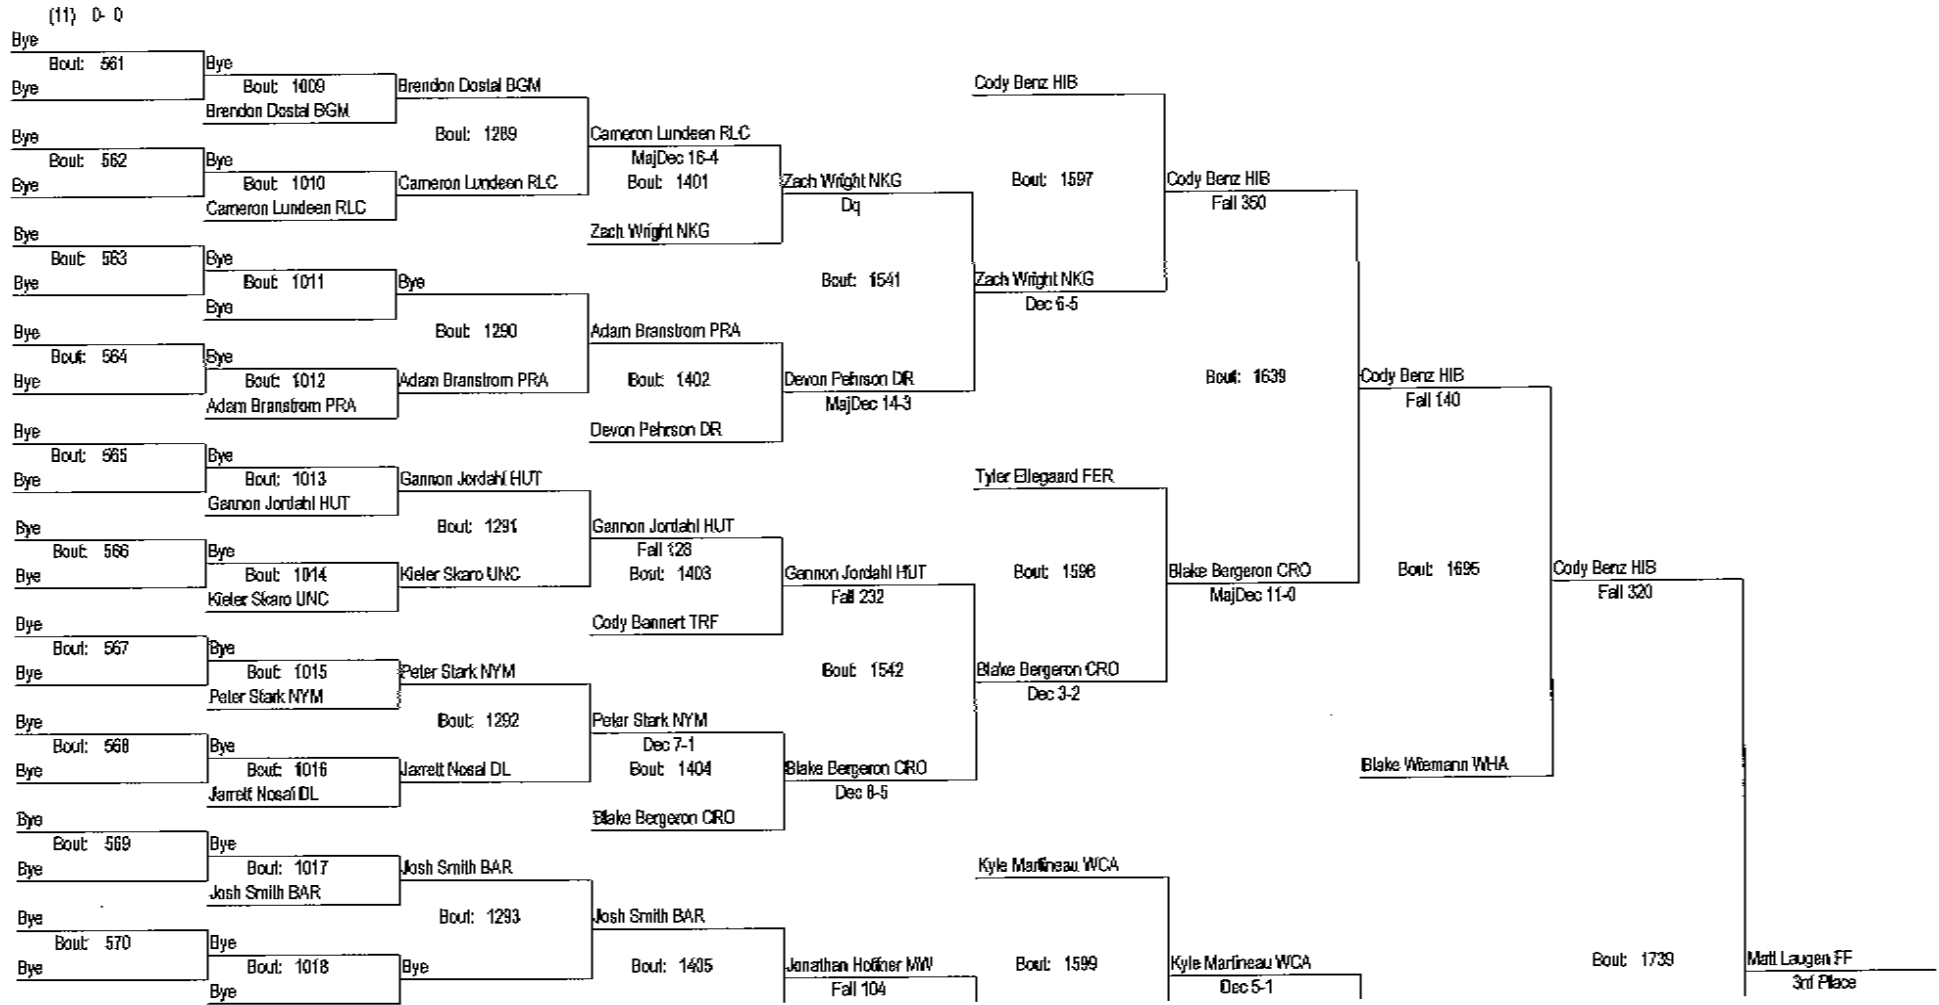 (11) 0- 0
Bye
Bout: 561
Bye
Bye
Bout: 1009
Brendon Dostal BGM
Brendon Dostal BGM
Bout: 1289
Bye
Bout: 562
Bye
Bye
Bout: 1010
Cameron Lundeen RLC
Cameron Lundeen RLC
Cameron Lundeen RLC
MajDec 16-4
Bout: 1401
Zach Wright NKG
Zach Wright NKG
Dq
Bye
Bout: 563
Bye
Bye
Bout: 1011
Bye
Bye
Bout: 1290
Bye
Bout: 564
Bye
Bye
Bout: 1012
Adam Branstrom PRA
Adam Branstrom PRA
Adam Branstrom PRA
Bout: 1402
Devon Pehrson DR
Devon Pehrson DR
MajDec 14-3
Bout: 1541
Zach Wright NKG
Dec 6-5
Cody Benz HIB
Bout: 1597
Cody Benz HIB
Fall 350
Bye
Bout: 565
Bye
Bye
Bout: 1013
Gannon Jordahl HUT
Gannon Jordahl HUT
Bout: 1291
Bye
Bout: 566
Bye
Bye
Bout: 1014
Kieler Skaro UNC
Kieler Skaro UNC
Gannon Jordahl HUT
Fall 128
Bout: 1403
Cody Bannert TRF
Gannon Jordahl HUT
Fall 232
Bye
Bout: 567
Bye
Bye
Bout: 1015
Peter Stark NYM
Peter Stark NYM
Bout: 1292
Bye
Bout: 568
Bye
Bye
Bout: 1016
Jarrett Nosal DL
Jarrett Nosal DL
Peter Stark NYM
Dec 7-1
Bout: 1404
Blake Bergeron CRO
Blake Bergeron CRO
Dec 6-5
Bout: 1542
Blake Bergeron CRO
Dec 3-2
Tyler Ellegaard FER
Bout: 1598
Blake Bergeron CRO
MajDec 11-0
Bout: 1639
Cody Benz HIB
Fall 140
Bout: 1695
Blake Wiemann WHA
Cody Benz HIB
Fall 320
Bye
Bout: 569
Bye
Bye
Bout: 1017
Josh Smith BAR
Josh Smith BAR
Bout: 1293
Bye
Bout: 570
Bye
Bye
Bout: 1018
Bye
Bye
Josh Smith BAR
Bout: 1405
Jonathan Hoffner MW
Fall 104
Kyle Martineau WCA
Bout: 1599
Kyle Martineau WCA
Dec 5-1
Bout: 1739
Matt Laugen FF
3rd Place